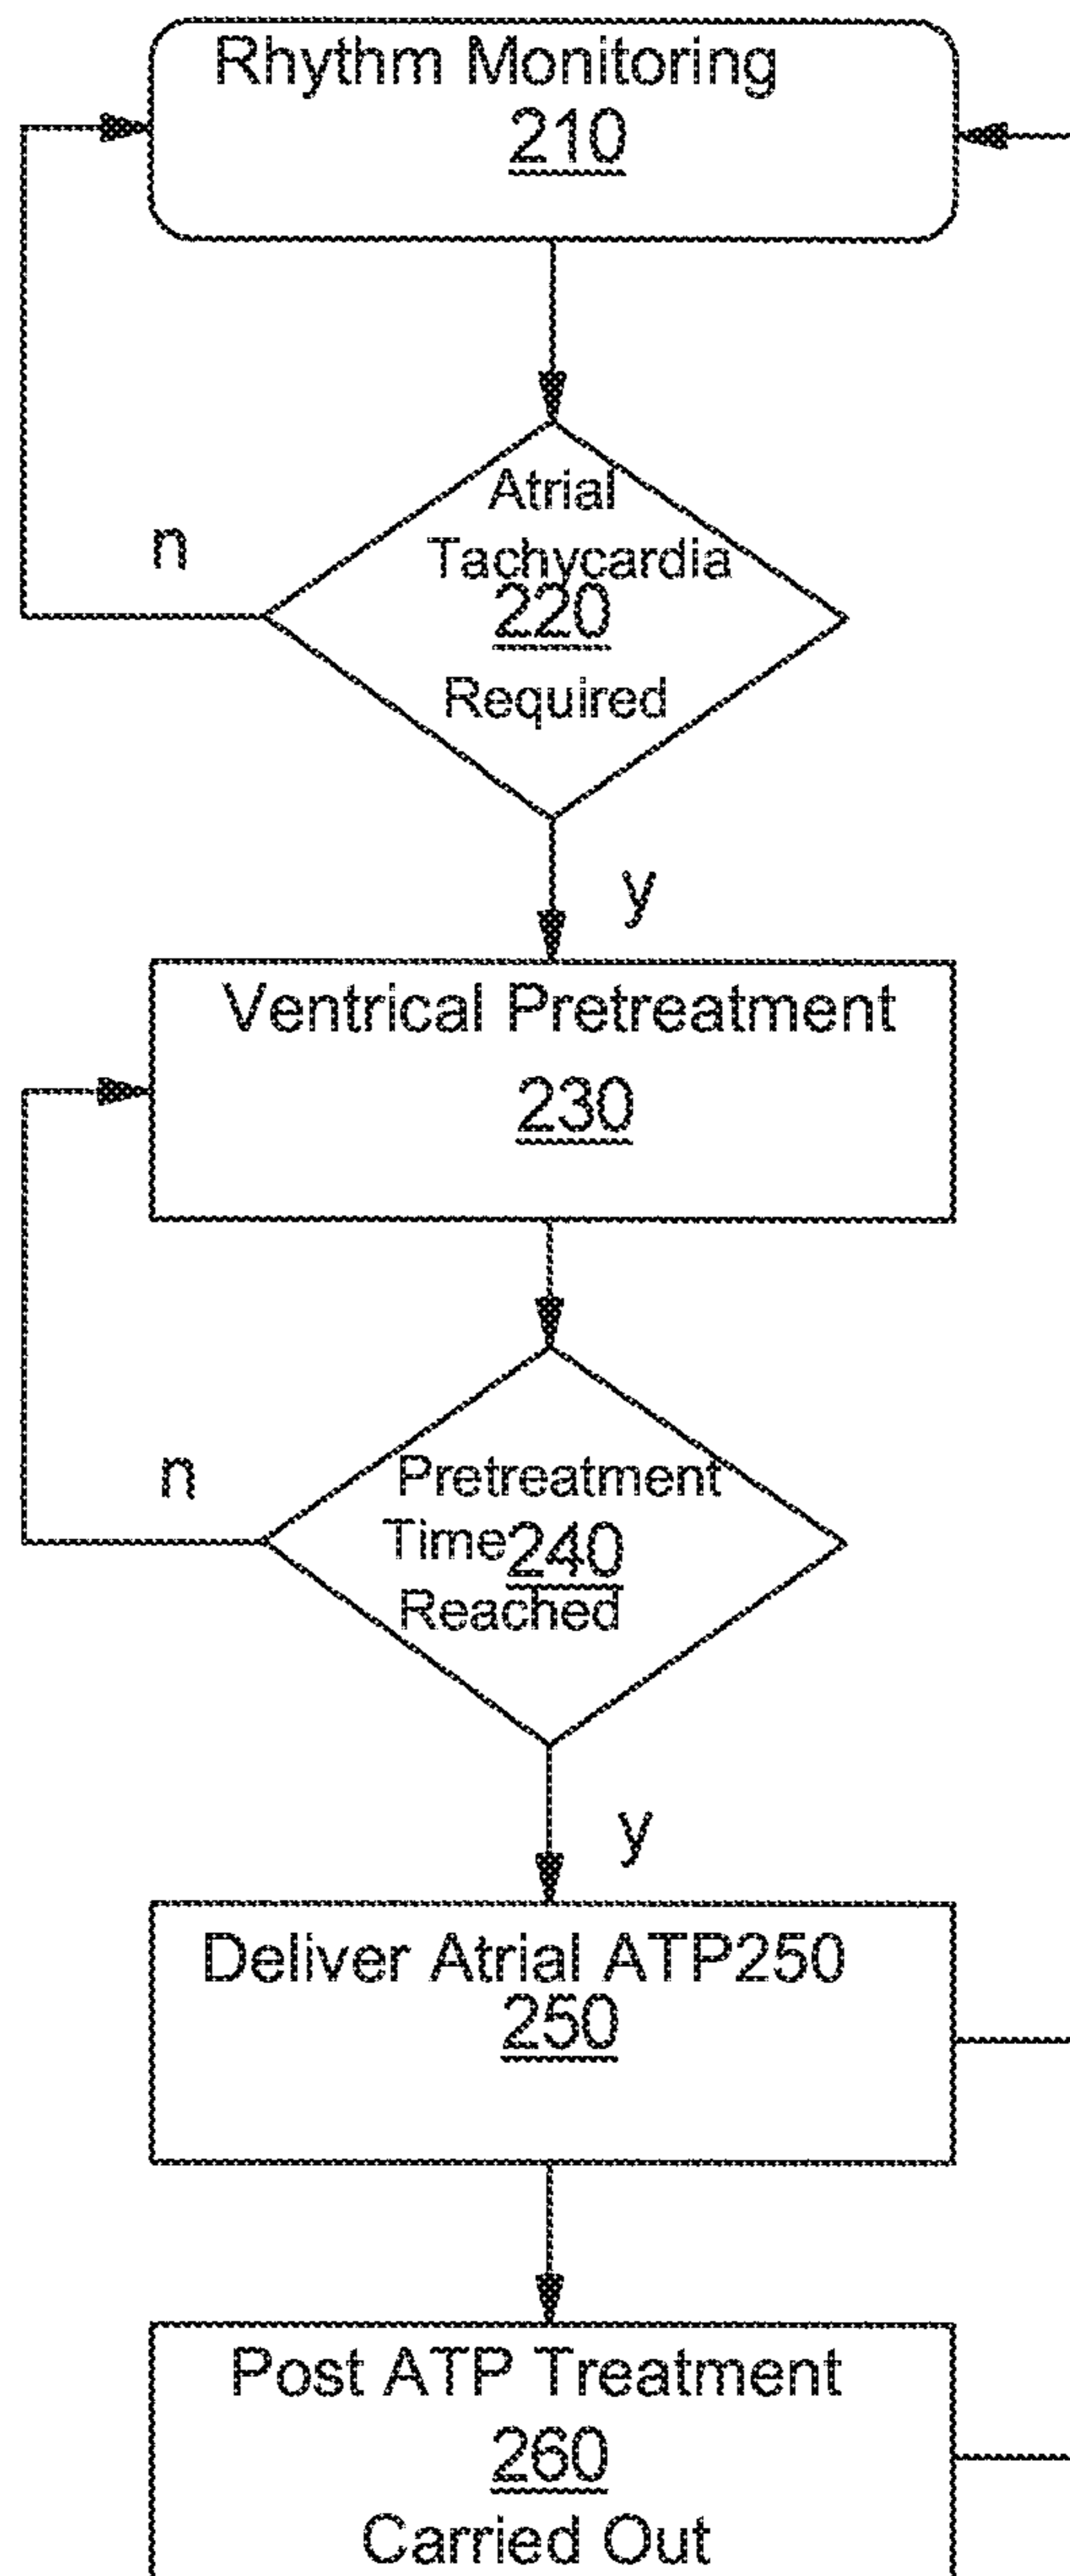 Rhythm Monitoring
210
Atrial
Tachycardia
220
n
Required
y
Ventrical Pretreatment
230
n
Pretreatment
Time 240
Reached
y
Deliver Atrial ATP250
250
Post ATP Treatment
260
Carried Out